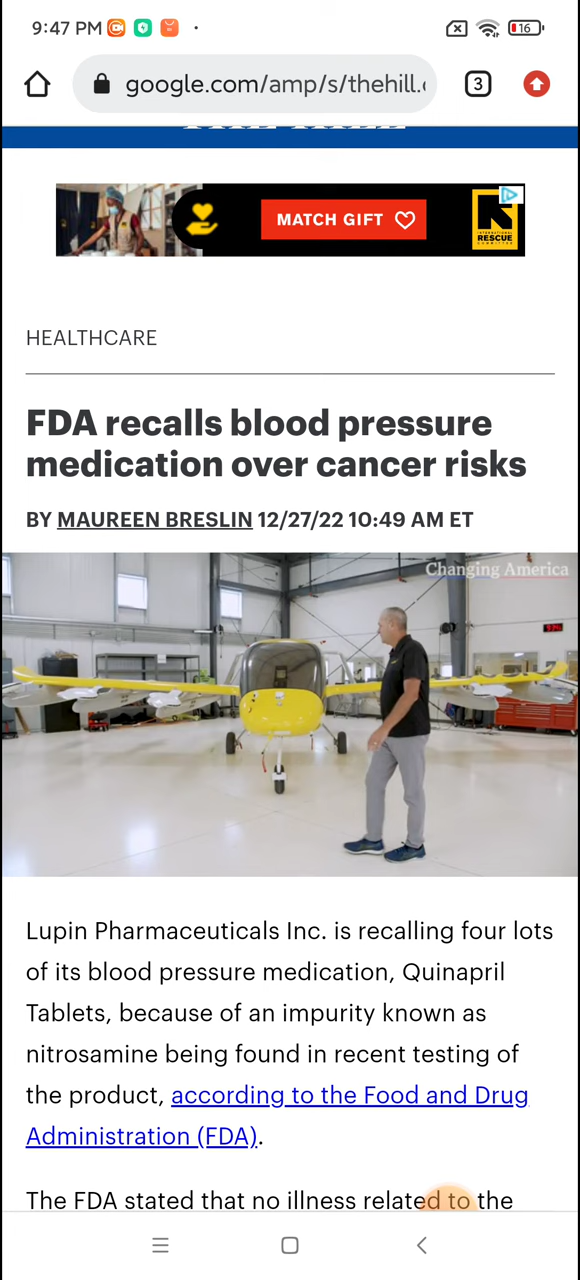 9:47 PM
16
google.com/amp/s/thehill.
3
MATCH GIFT
INTERNATIONAL
RESCUE
COMMITTEE
HEALTHCARE
FDA recalls blood pressure
medication over cancer risks
BY MAUREEN BRESLIN 12/27/22 10:49 AM ET
Changing America
Lupin Pharmaceuticals Inc. is recalling four lots
of its blood pressure medication, Quinapril
Tablets, because of an impurity known as
nitrosamine being found in recent testing of
the product, according to the Food and Drug
Administration (FDA).
The FDA stated that no illness related to the